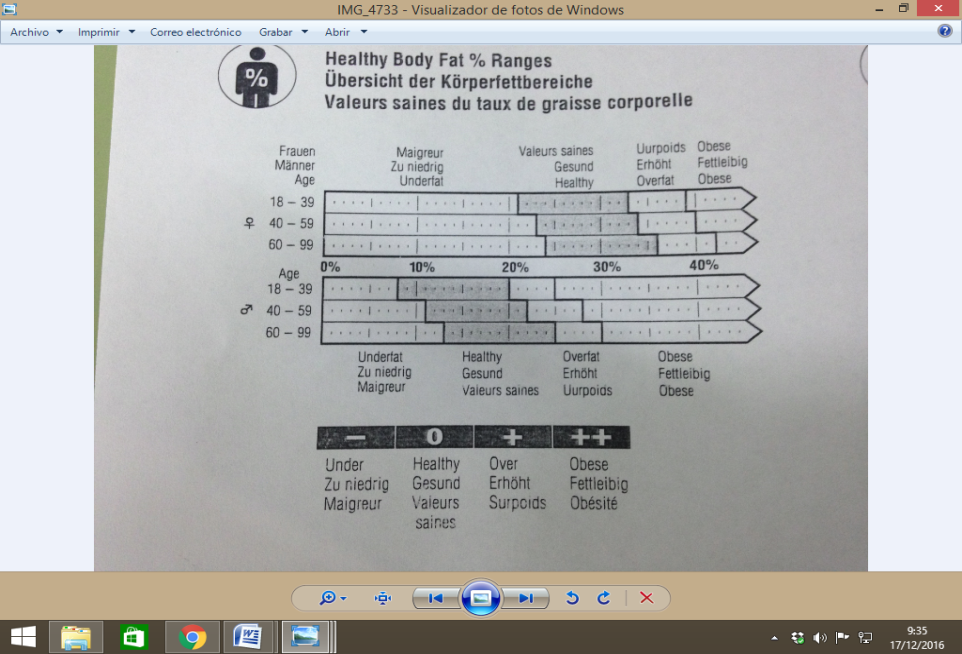 IMG_4733 - Visualizador de fotos de Windows
Archivo Imprimir Correo electrónico Grabar Abrir
%
Healthy Body Fat % Ranges
Übersicht der Körperfettbereiche
Valeurs saines du taux de graisse corporelle
Frauen Maigreur Valeurs saines Uurpoids Obese
Männer Zu niedrig Gesund Erhöht Fettleibig
Age Underfat Healthy Overfat Obese
18 – 39
♀ 40 – 59
60 – 99
0% 10% 20% 30% 40%
Age
18 – 39
♂ 40 – 59
60 – 99
Underfat Healthy Overfat Obese
Zu niedrig Gesund Erhöht Fettleibig
Maigreur Valeurs saines Uurpoids Obese
– 0 + ++
Under Healthy Over Obese
Zu niedrig Gesund Erhöht Fettleibig
Maigreur Valeurs Surpoids Obésité
saines
9:35
17/12/2016